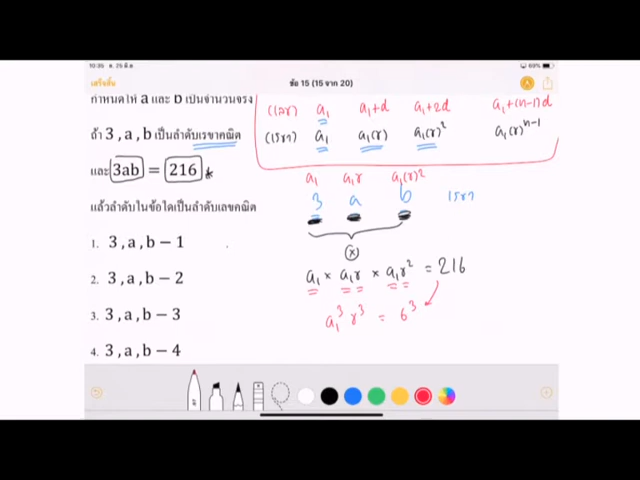 10:35 พ. 25 มี.ค
69%
เสร็จสิ้น
ข้อ 15 (15 จาก 20)
กำหนดให้ a และ b เป็นจำนวนจริง
ถ้า 3 , a , b เป็นลำดับเรขาคณิต
และ 3ab = 216
แล้วลำดับในข้อใดเป็นลำดับเลขคณิต
1. 3 , a , b − 1
2. 3 , a , b − 2
3. 3 , a , b − 3
4. 3 , a , b − 4
(เลข) a₁ a₁+d a₁+2d a₁+(n-1)d
(เรขา) a₁ a₁(r) a₁(r)² a₁(r)ⁿ⁻¹
a₁ a₁r a₁(r)²
3 a b เรขา
(x)
a₁ × a₁r × a₁r² = 216
a₁³ r³ = 6³